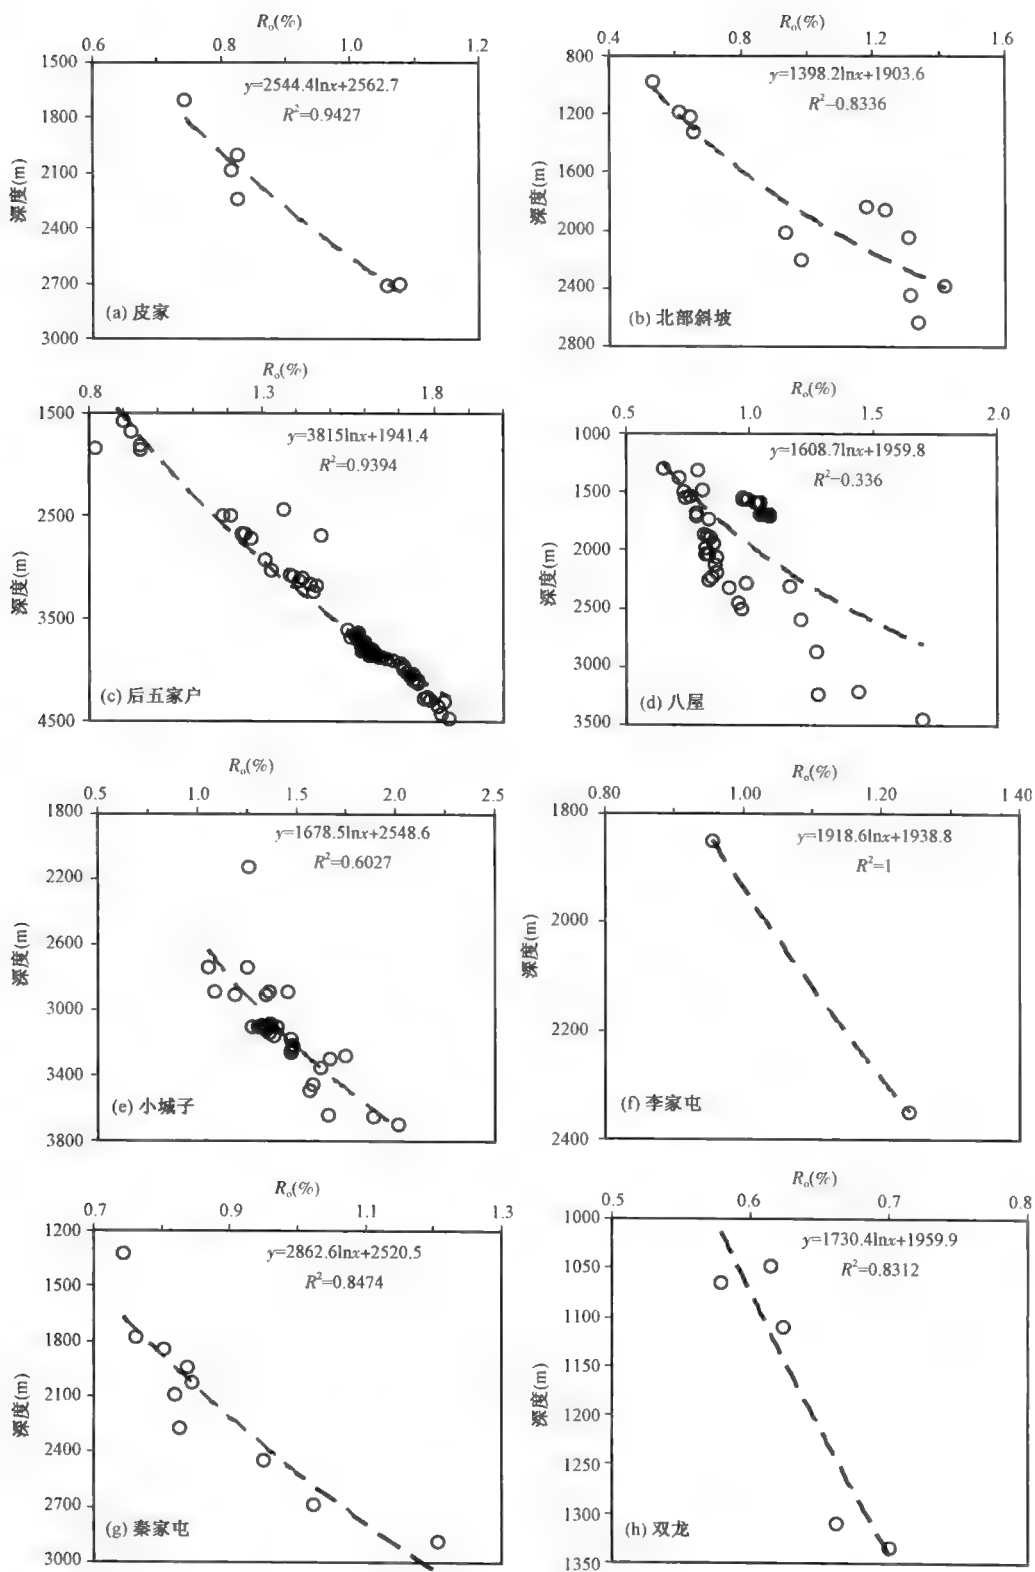 Rₒ(%)
0.6 0.8 1.0 1.2
1500
1800
2100
2400
2700
3000
深度(m)
y=2544.4lnx+2562.7
R²=0.9427
(a) 皮家
Rₒ(%)
0.4 0.8 1.2 1.6
800
1200
1600
2000
2400
2800
深度(m)
y=1398.2lnx+1903.6
R²=0.8336
(b) 北部斜坡
Rₒ(%)
0.8 1.3 1.8
1500
2500
3500
4500
深度(m)
y=3815lnx+1941.4
R²=0.9394
(c) 后五家户
Rₒ(%)
0.5 1.0 1.5 2.0
1000
1500
2000
2500
3000
3500
深度(m)
y=1608.7lnx+1959.8
R²=0.336
(d) 八屋
Rₒ(%)
0.5 1.0 1.5 2.0 2.5
1800
2200
2600
3000
3400
3800
深度(m)
y=1678.5lnx+2548.6
R²=0.6027
(e) 小城子
Rₒ(%)
0.80 1.00 1.20 1.40
1800
2000
2200
2400
深度(m)
y=1918.6lnx+1938.8
R²=1
(f) 李家屯
Rₒ(%)
0.7 0.9 1.1 1.3
1200
1500
1800
2100
2400
2700
3000
深度(m)
y=2862.6lnx+2520.5
R²=0.8474
(g) 秦家屯
Rₒ(%)
0.5 0.6 0.7 0.8
1000
1050
1100
1150
1200
1250
1300
1350
深度(m)
y=1730.4lnx+1959.9
R²=0.8312
(h) 双龙